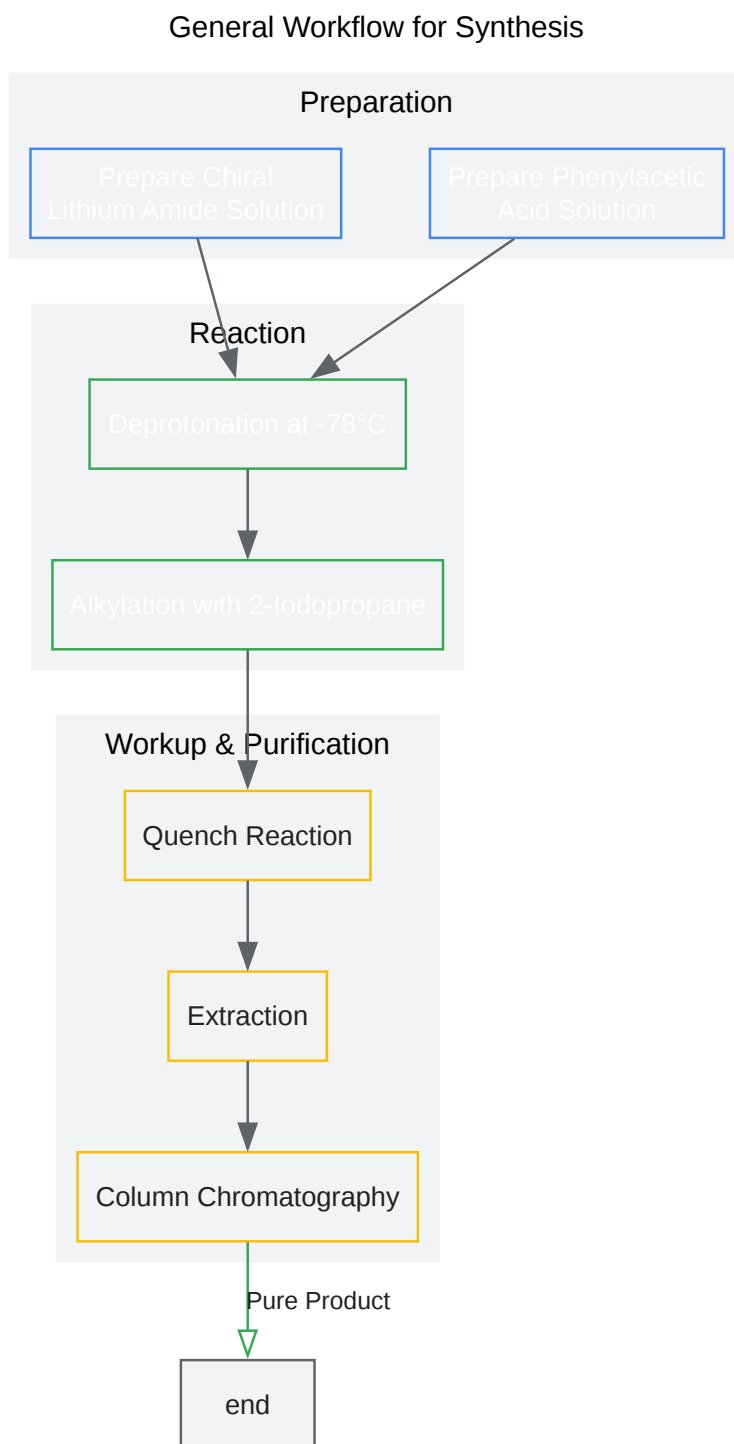 General Workflow for Synthesis
Preparation
Prepare Chiral
Lithium Amide Solution
Prepare Phenylacetic
Acid Solution
Reaction
Deprotonation at -78°C
Alkylation with 2-Iodopropane
Workup & Purification
Quench Reaction
Extraction
Column Chromatography
Pure Product
end